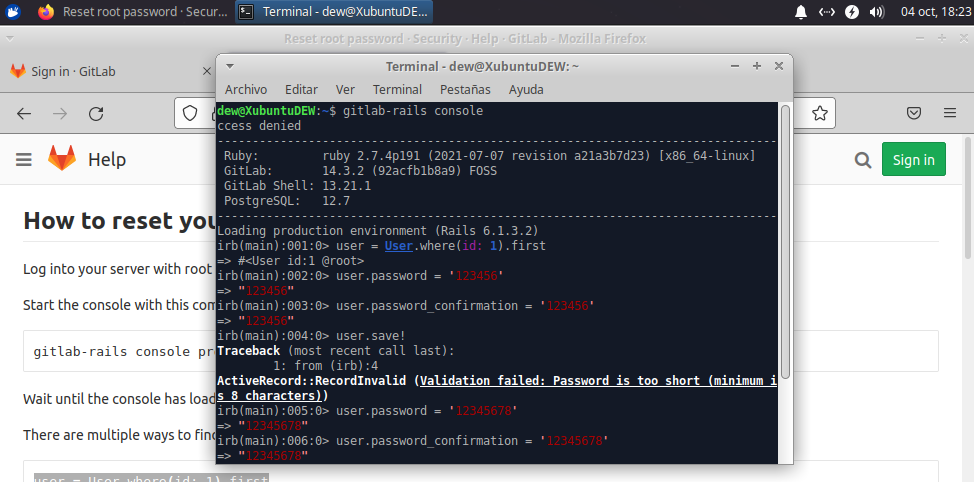 Reset root password · Secur...
Terminal - dew@XubuntuDE...
04 oct, 18:23
Reset root password · Security · Help · GitLab - Mozilla Firefox
Sign in · GitLab
Terminal - dew@XubuntuDEW: ~
Archivo Editar Ver Terminal Pestañas Ayuda
dew@XubuntuDEW:~$ gitlab-rails console
ccess denied
--------------------------------------------------------------------------------
Ruby: ruby 2.7.4p191 (2021-07-07 revision a21a3b7d23) [x86_64-linux]
GitLab: 14.3.2 (92acfb1b8a9) FOSS
GitLab Shell: 13.21.1
PostgreSQL: 12.7
--------------------------------------------------------------------------------
Loading production environment (Rails 6.1.3.2)
irb(main):001:0> user = User.where(id: 1).first
=> #<User id:1 @root>
irb(main):002:0> user.password = '123456'
=> "123456"
irb(main):003:0> user.password_confirmation = '123456'
=> "123456"
irb(main):004:0> user.save!
Traceback (most recent call last):
1: from (irb):4
ActiveRecord::RecordInvalid (Validation failed: Password is too short (minimum i
s 8 characters))
irb(main):005:0> user.password = '12345678'
=> "12345678"
irb(main):006:0> user.password_confirmation = '12345678'
=> "12345678"
Help
Sign in
How to reset you
Log into your server with root
Start the console with this com
gitlab-rails console pr
Wait until the console has load
There are multiple ways to find
user = User.where(id: 1).first